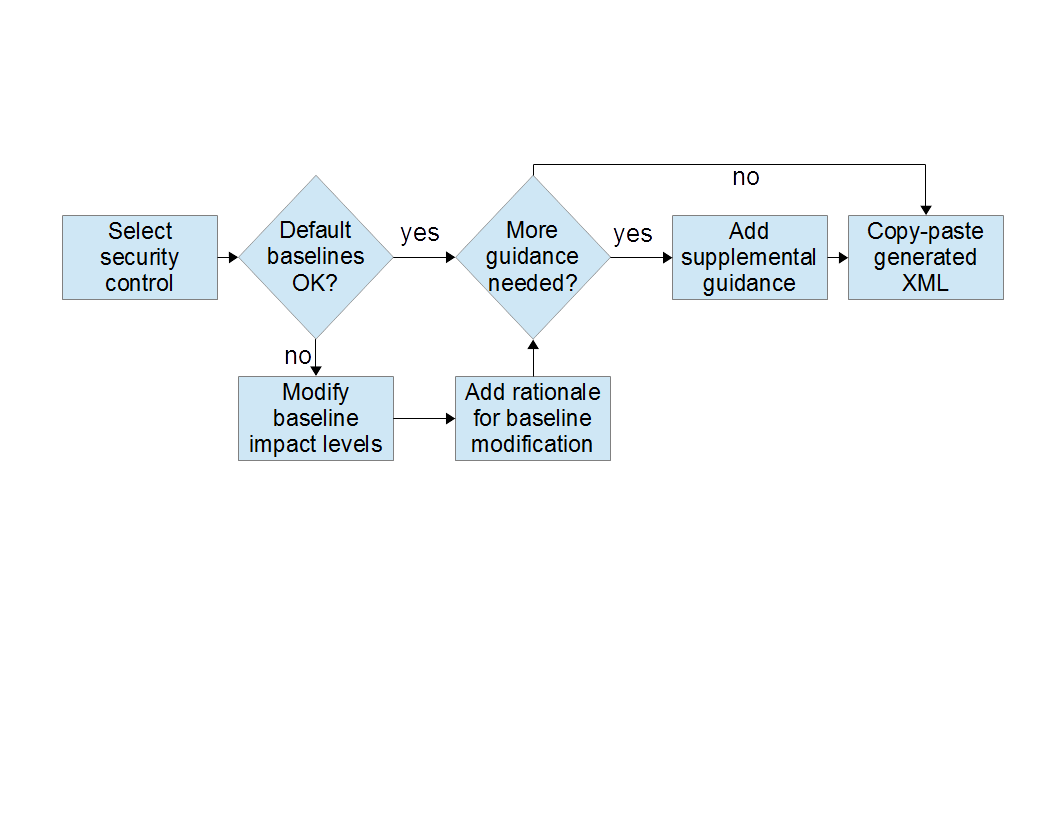 Select
security
control
Default
baselines
OK?
yes
More
guidance
needed?
yes
no
Add
supplemental
guidance
Copy-paste
generated
XML
no
Modify
baseline
impact levels
Add rationale
for baseline
modification